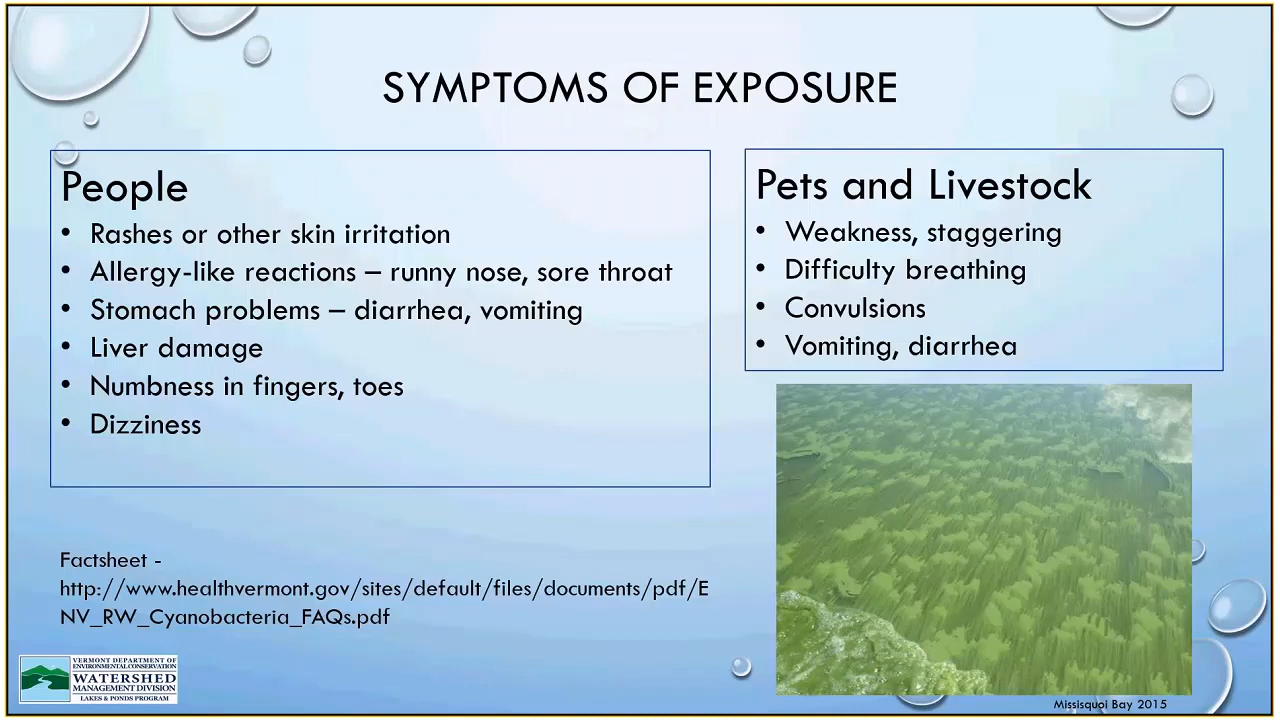 SYMPTOMS OF EXPOSURE
People
• Rashes or other skin irritation
• Allergy-like reactions – runny nose, sore throat
• Stomach problems – diarrhea, vomiting
• Liver damage
• Numbness in fingers, toes
• Dizziness
Pets and Livestock
• Weakness, staggering
• Difficulty breathing
• Convulsions
• Vomiting, diarrhea
Factsheet -
http://www.healthvermont.gov/sites/default/files/documents/pdf/E
NV_RW_Cyanobacteria_FAQs.pdf
VERMONT DEPARTMENT OF
ENVIRONMENTAL CONSERVATION
WATERSHED
MANAGEMENT DIVISION
LAKES & PONDS PROGRAM
Missisquoi Bay 2015